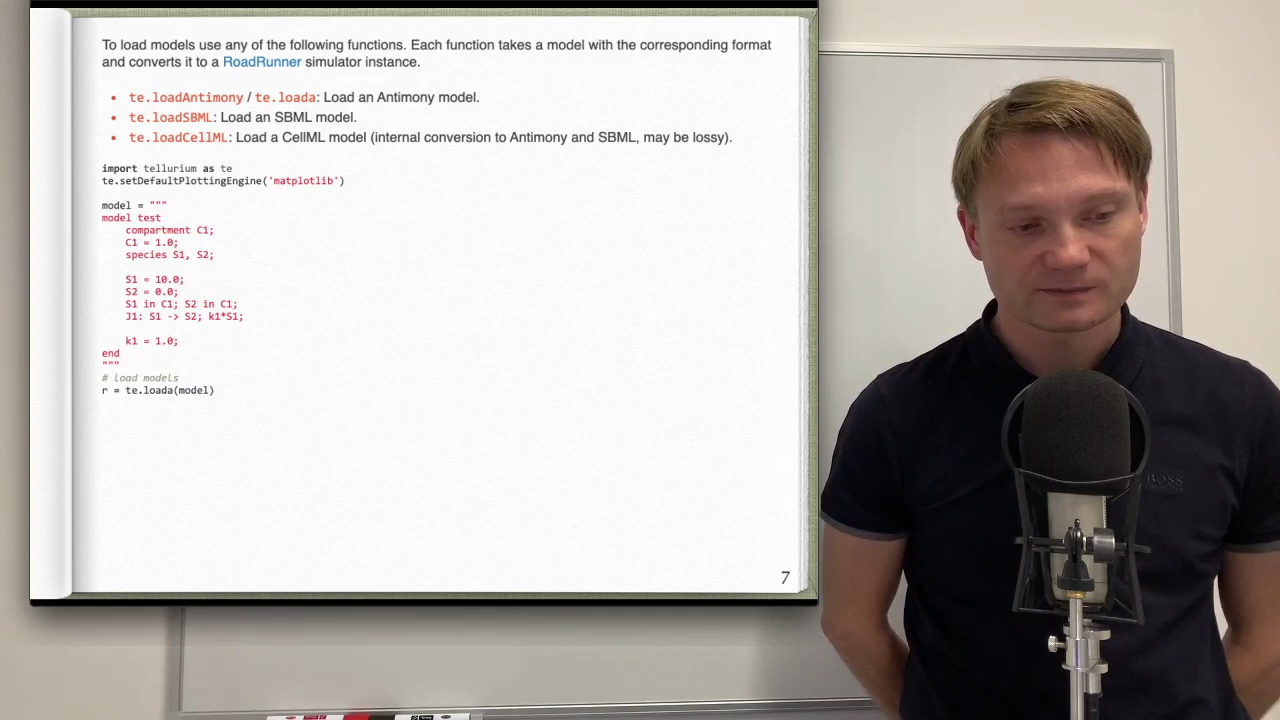 To load models use any of the following functions. Each function takes a model with the corresponding format
and converts it to a RoadRunner simulator instance.
• te.loadAntimony / te.loada: Load an Antimony model.
• te.loadSBML: Load an SBML model.
• te.loadCellML: Load a CellML model (internal conversion to Antimony and SBML, may be lossy).
import tellurium as te
te.setDefaultPlottingEngine('matplotlib')
model = """
model test
compartment C1;
C1 = 1.0;
species S1, S2;
S1 = 10.0;
S2 = 0.0;
S1 in C1; S2 in C1;
J1: S1 -> S2; k1*S1;
k1 = 1.0;
end
"""
# Load models
r = te.loada(model)
7
BOSS